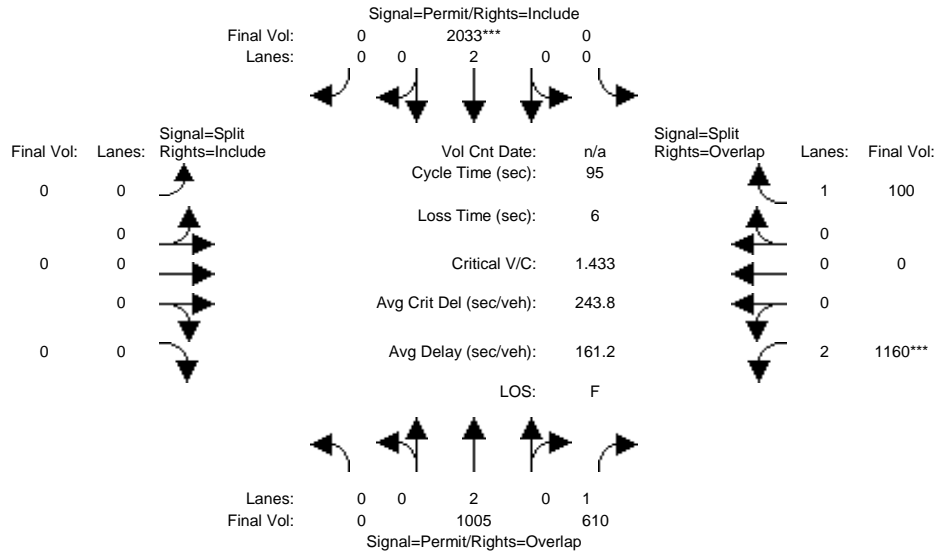 Signal=Permit/Rights=Include
Final Vol: 0 2033*** 0
Lanes: 0 0 2 0 0
Signal=Split Signal=Split
Final Vol: Lanes: Rights=Include Vol Cnt Date: n/a Rights=Overlap Lanes: Final Vol:
Cycle Time (sec): 95
0 0 1 100
Loss Time (sec): 6
0 0
0 0 Critical V/C: 1.433 0 0
0 Avg Crit Del (sec/veh): 243.8 0
0 0 Avg Delay (sec/veh): 161.2 2 1160***
LOS: F
Lanes: 0 0 2 0 1
Final Vol: 0 1005 610
Signal=Permit/Rights=Overlap